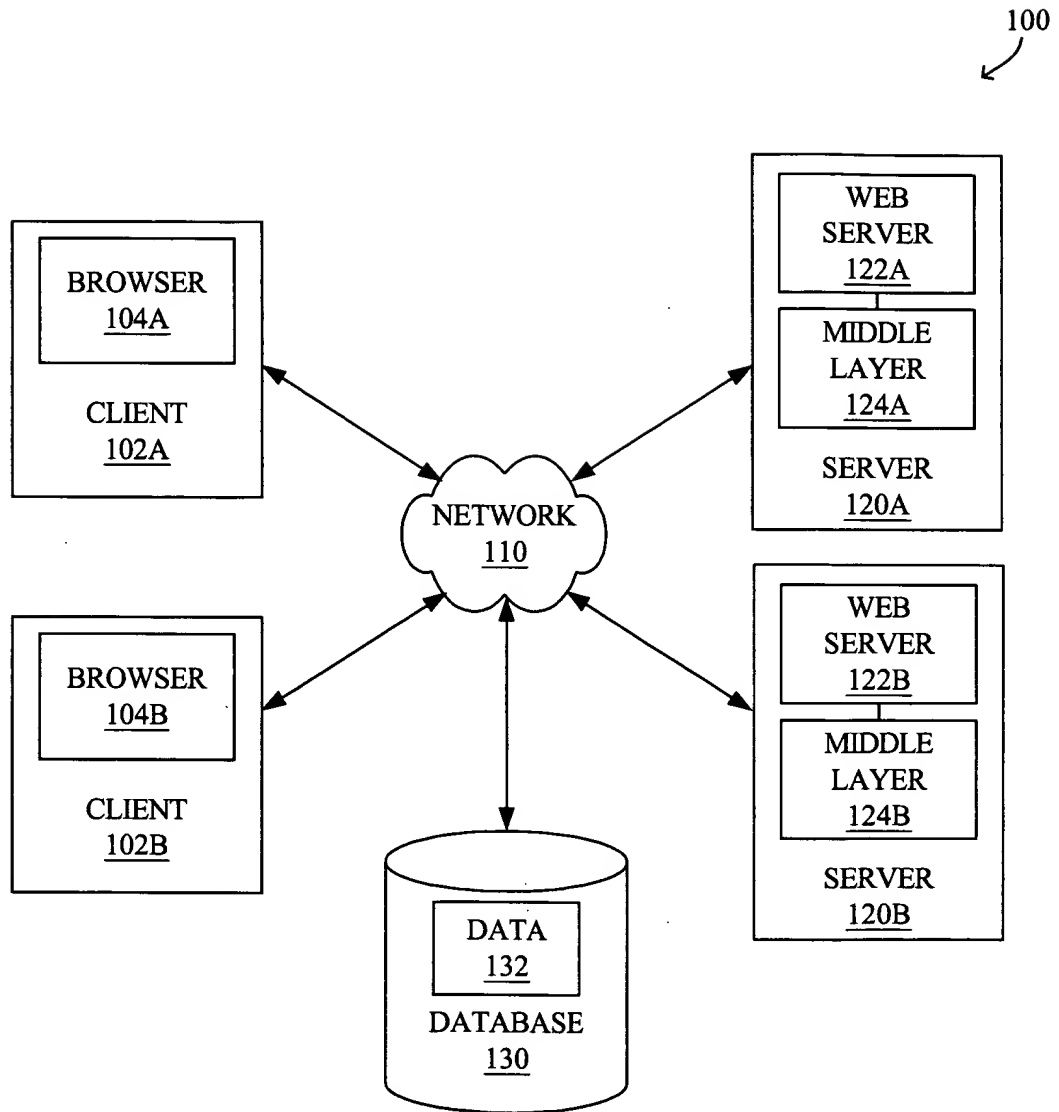 100
BROWSER
104A
CLIENT
102A
WEB
SERVER
122A
MIDDLE
LAYER
124A
SERVER
120A
NETWORK
110
BROWSER
104B
CLIENT
102B
WEB
SERVER
122B
MIDDLE
LAYER
124B
SERVER
120B
DATA
132
DATABASE
130